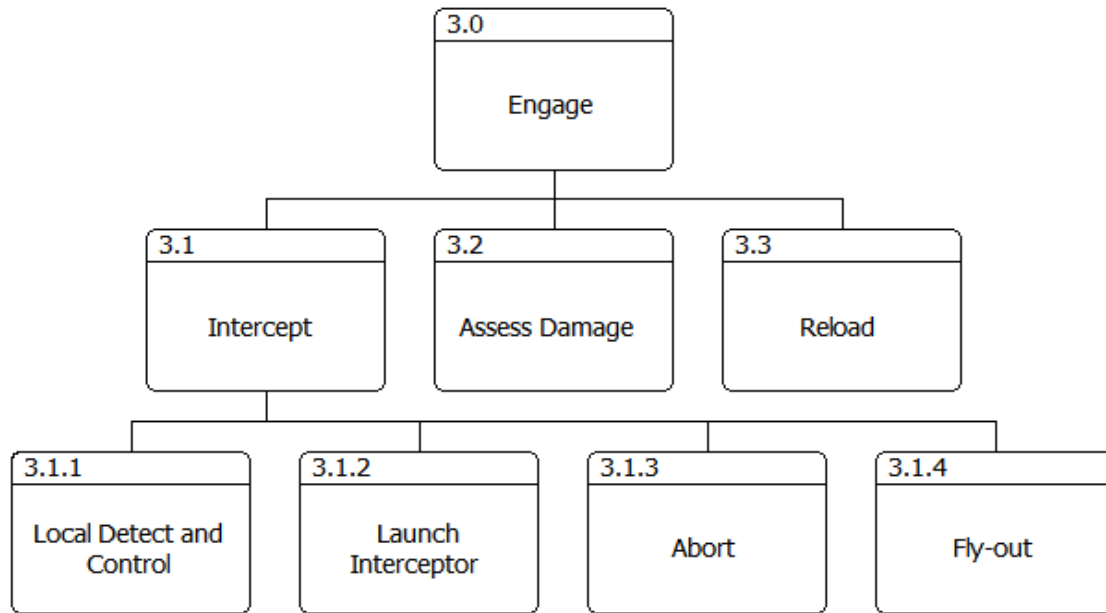 3.0
Engage
3.1
Intercept
3.2
Assess Damage
3.3
Reload
3.1.1
Local Detect and
Control
3.1.2
Launch
Interceptor
3.1.3
Abort
3.1.4
Fly-out